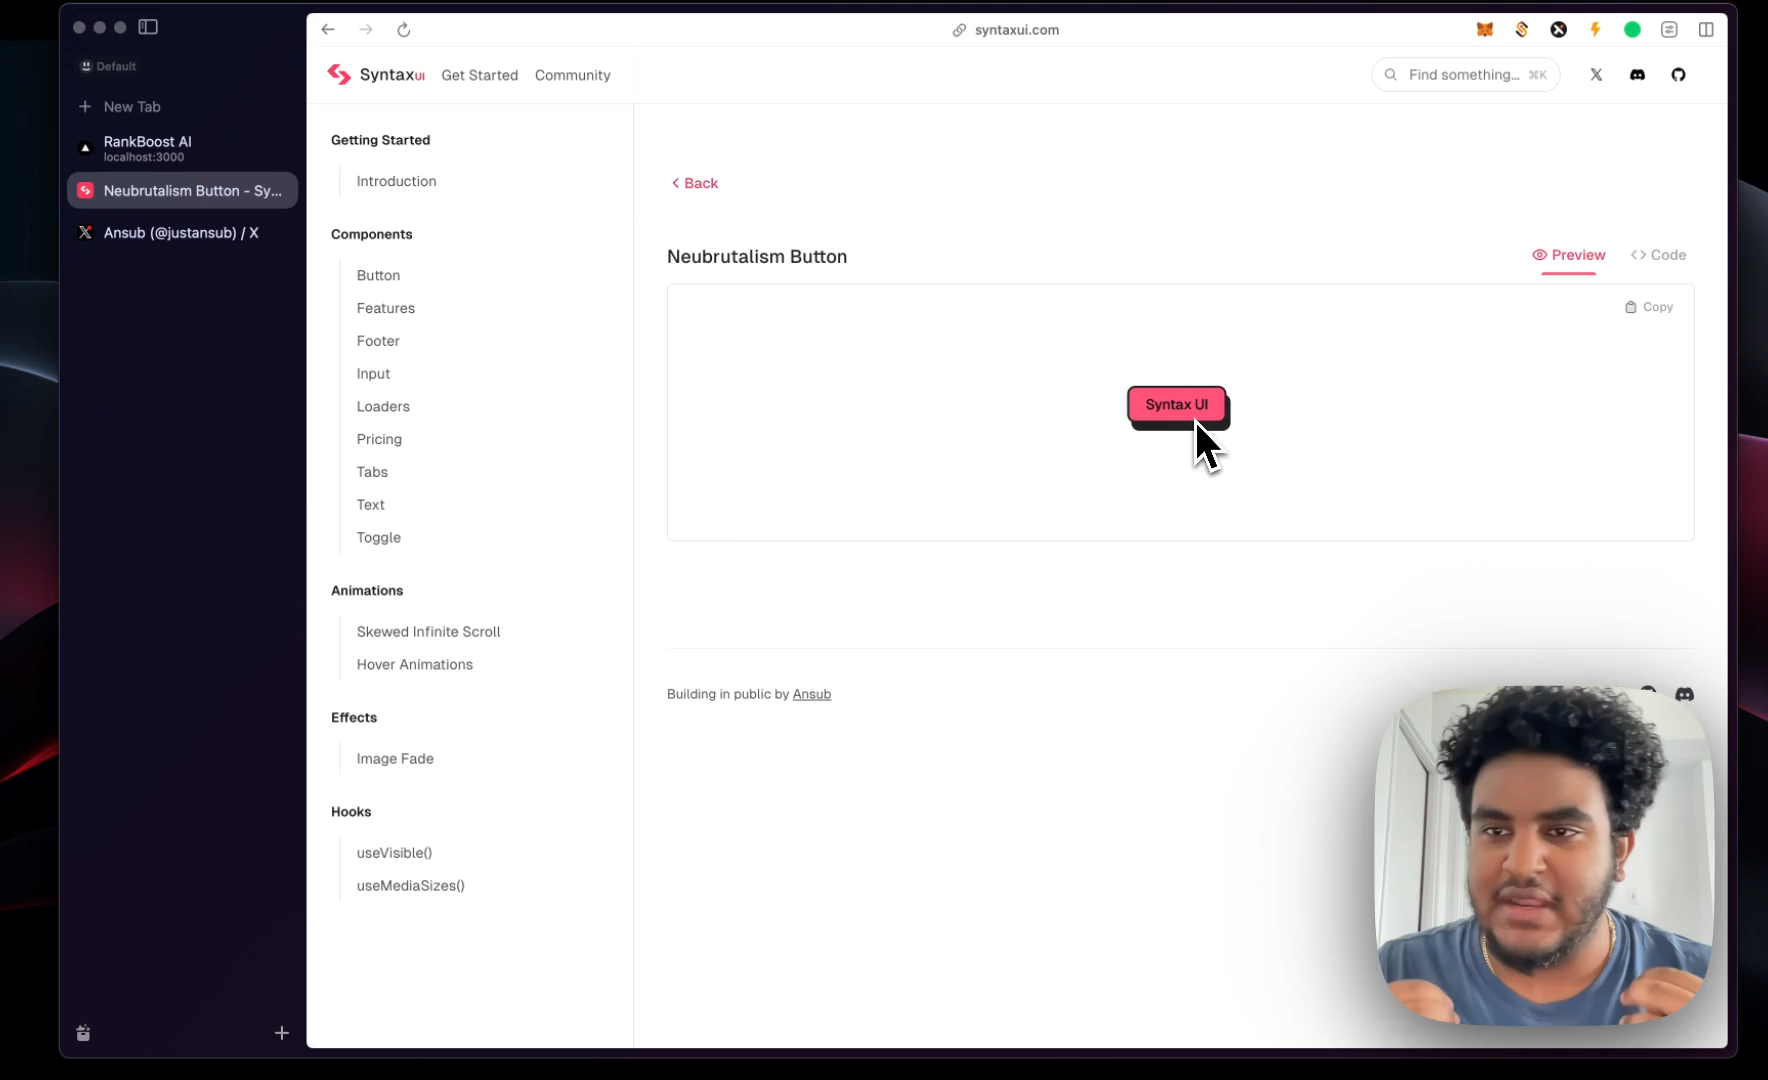 Default
New Tab
RankBoost AI
localhost:3000
Neubrutalism Button - Sy...
Ansub (@justansub) / X
syntaxui.com
SyntaxUI
Get Started
Community
Find something... ⌘K
Getting Started
Introduction
Components
Button
Features
Footer
Input
Loaders
Pricing
Tabs
Text
Toggle
Animations
Skewed Infinite Scroll
Hover Animations
Effects
Image Fade
Hooks
useVisible()
useMediaSizes()
Back
Neubrutalism Button
Preview
<> Code
Copy
Syntax UI
Building in public by Ansub